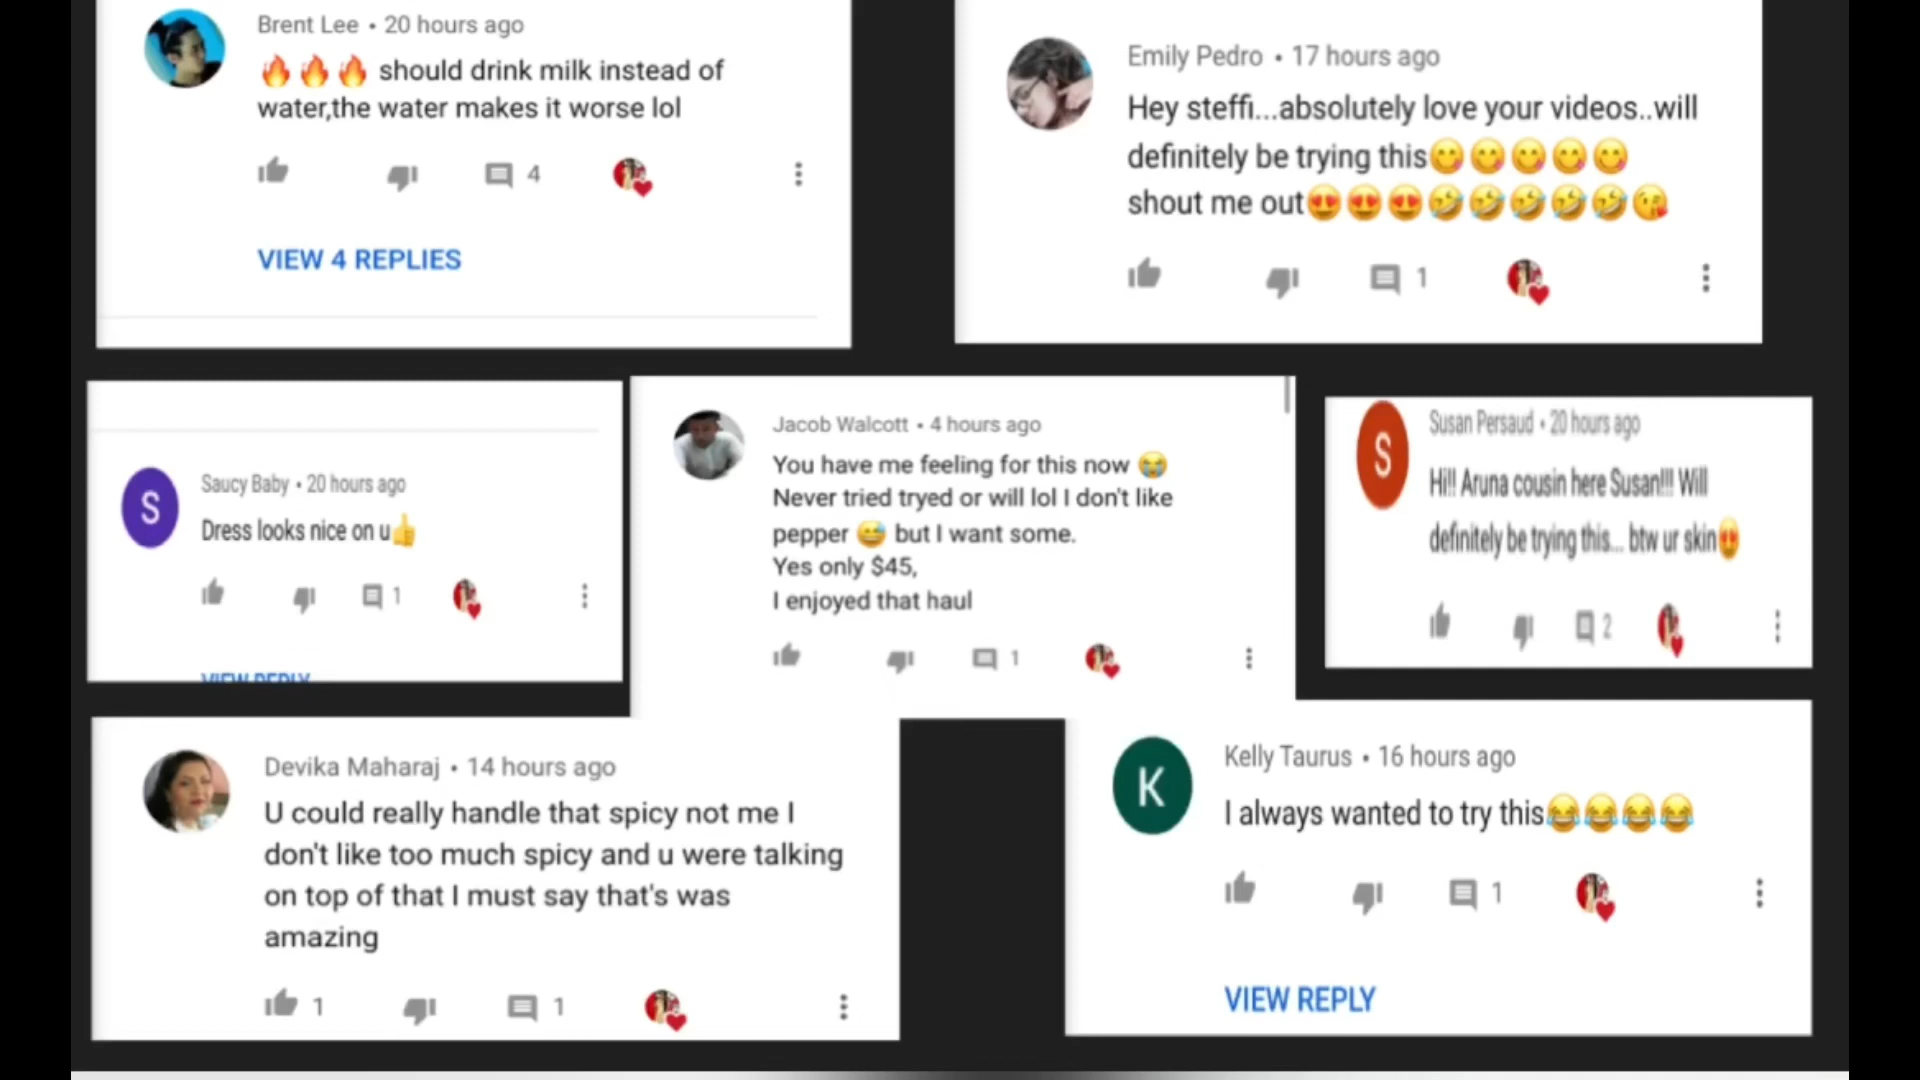 Brent Lee • 20 hours ago
🔥🔥🔥 should drink milk instead of
water,the water makes it worse lol
4
VIEW 4 REPLIES
Emily Pedro • 17 hours ago
Hey steffi...absolutely love your videos..will
definitely be trying this😋😋😋😋😋
shout me out😍😍😍🤣🤣🤣🤣🤣😘
1
S
Saucy Baby • 20 hours ago
Dress looks nice on u👍
1
VIEW REPLY
Jacob Walcott • 4 hours ago
You have me feeling for this now 😭
Never tried tryed or will lol I don't like
pepper 😅 but I want some.
Yes only $45,
I enjoyed that haul
1
S
Susan Persaud • 20 hours ago
Hi!! Aruna cousin here Susan!!! Will
definitely be trying this... btw ur skin😍
2
Devika Maharaj • 14 hours ago
U could really handle that spicy not me I
don't like too much spicy and u were talking
on top of that I must say that's was
amazing
1 1
K
Kelly Taurus • 16 hours ago
I always wanted to try this😂😂😂😂
1
VIEW REPLY